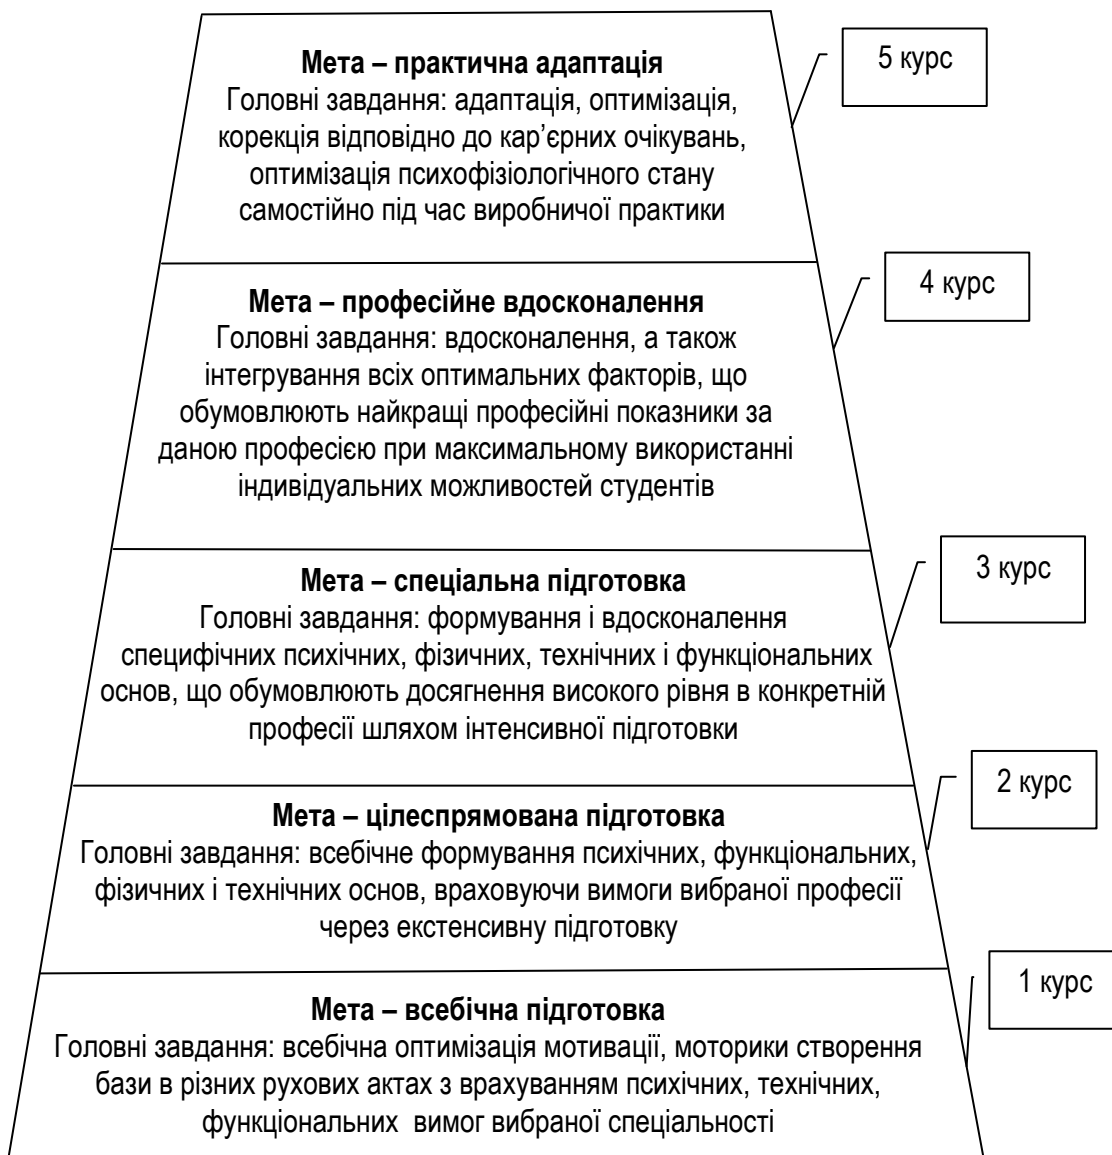 Мета – практична адаптація
Головні завдання: адаптація, оптимізація,
корекція відповідно до кар’єрних очікувань,
оптимізація психофізіологічного стану
самостійно під час виробничої практики
5 курс
Мета – професійне вдосконалення
Головні завдання: вдосконалення, а також
інтегрування всіх оптимальних факторів, що
обумовлюють найкращі професійні показники за
даною професією при максимальному використанні
індивідуальних можливостей студентів
4 курс
Мета – спеціальна підготовка
Головні завдання: формування і вдосконалення
специфічних психічних, фізичних, технічних і функціональних
основ, що обумовлюють досягнення високого рівня в конкретній
професії шляхом інтенсивної підготовки
3 курс
Мета – цілеспрямована підготовка
Головні завдання: всебічне формування психічних, функціональних,
фізичних і технічних основ, враховуючи вимоги вибраної професії
через екстенсивну підготовку
2 курс
Мета – всебічна підготовка
Головні завдання: всебічна оптимізація мотивації, моторики створення
бази в різних рухових актах з врахуванням психічних, технічних,
функціональних вимог вибраної спеціальності
1 курс